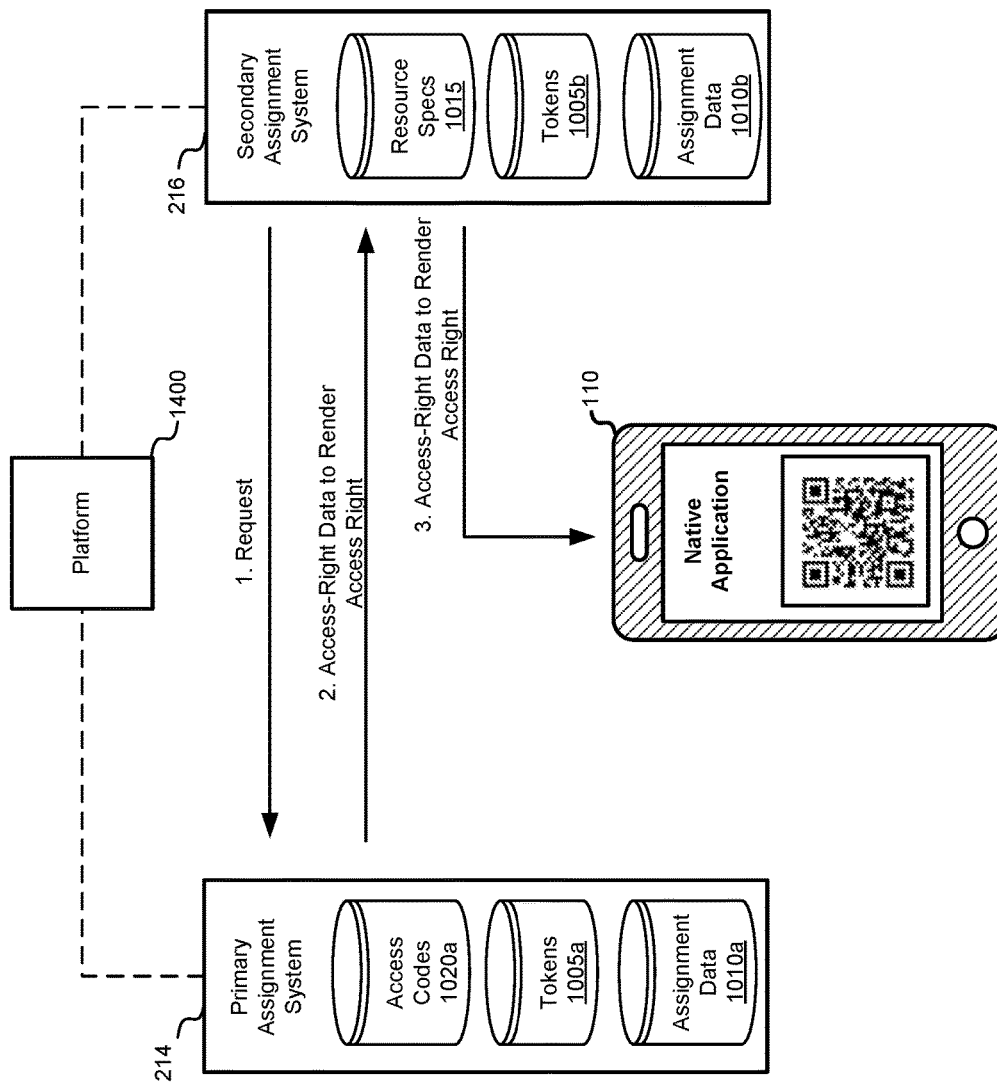 Platform
1400
214
Primary
Assignment
System
Access
Codes
1020a
Tokens
1005a
Assignment
Data
1010a
1. Request
2. Access-Right Data to Render
Access Right
3. Access-Right Data to Render
Access Right
216
Secondary
Assignment
System
Resource
Specs
1015
Tokens
1005b
Assignment
Data
1010b
110
Native
Application